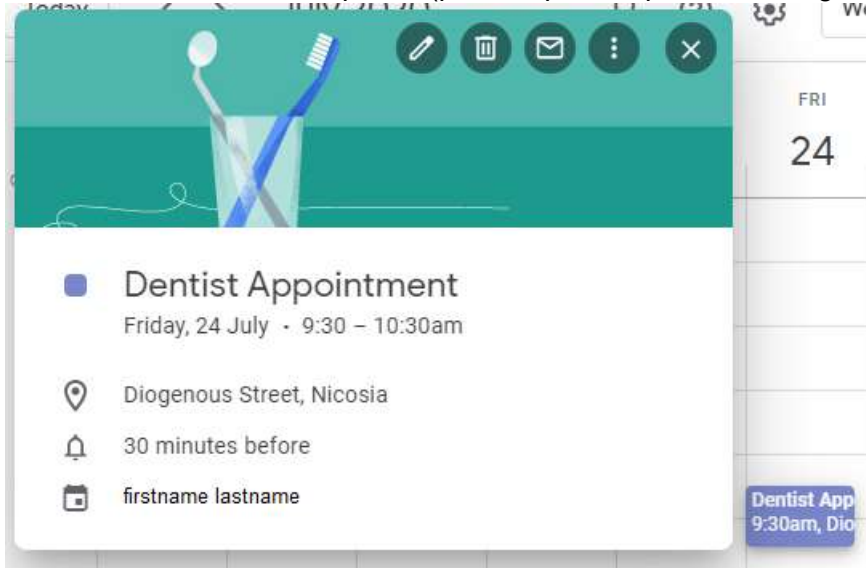 Today
FRI
24
Dentist Appointment
Friday, 24 July • 9:30 – 10:30am
Diogenous Street, Nicosia
30 minutes before
firstname lastname
Dentist App
9:30am, Dio